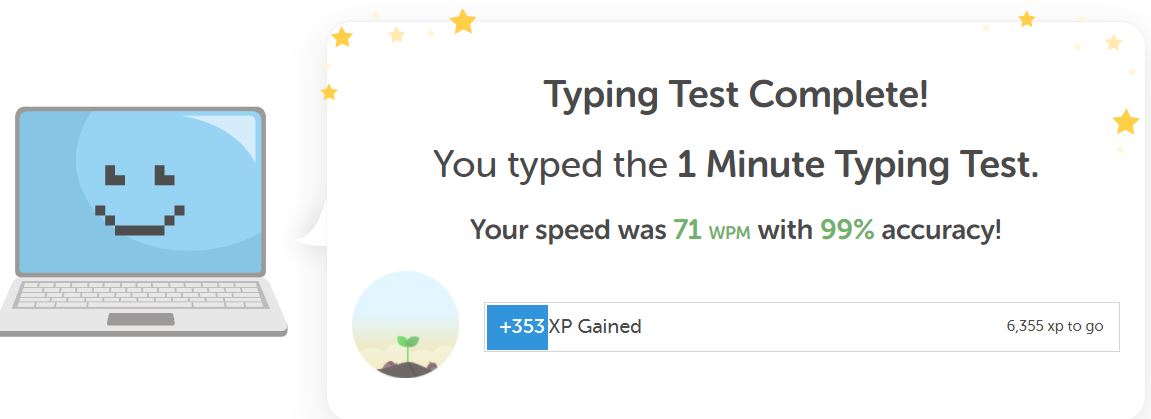 Typing Test Complete!
You typed the 1 Minute Typing Test.
Your speed was 71 WPM with 99% accuracy!
+353 XP Gained 6,355 xp to go